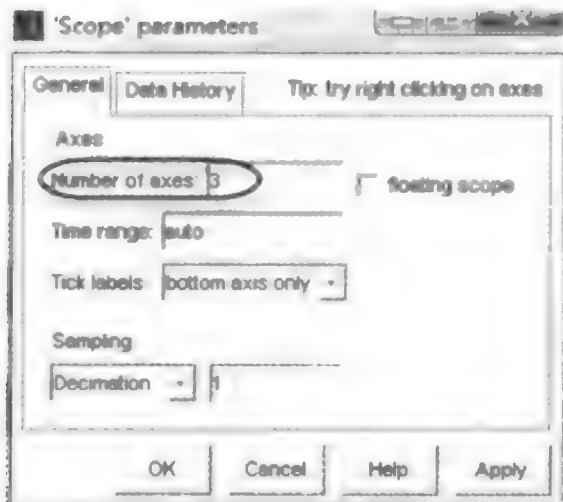 'Scope' parameters
General Data History Tip: try right clicking on axes
Axes
Number of axes: 3 floating scope
Time range: auto
Tick labels: bottom axis only
Sampling
Decimation 1
OK Cancel Help Apply